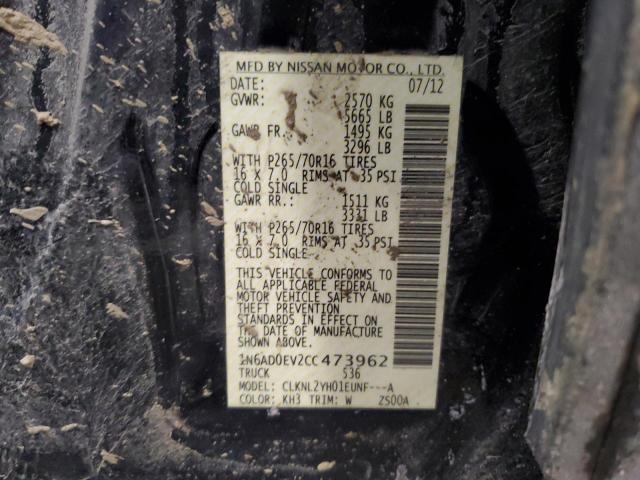 MFD BY NISSAN MOTOR CO., LTD.
DATE: 07/12
GVWR: 2570 KG
5665 LB
GAWR FR.: 1495 KG
3296 LB
WITH P265/70R16 TIRES
16 X 7.0 RIMS AT 35 PSI
COLD SINGLE
GAWR RR.: 1511 KG
3331 LB
WITH P265/70R16 TIRES
16 X 7.0 RIMS AT 35 PSI
COLD SINGLE
THIS VEHICLE CONFORMS TO
ALL APPLICABLE FEDERAL
MOTOR VEHICLE SAFETY AND
THEFT PREVENTION
STANDARDS IN EFFECT ON
THE DATE OF MANUFACTURE
SHOWN ABOVE.
1N6AD0EV2CC473962
TRUCK 536
MODEL: CLKNL2YH01EUNF---A
COLOR: KH3 TRIM: W ZS00A